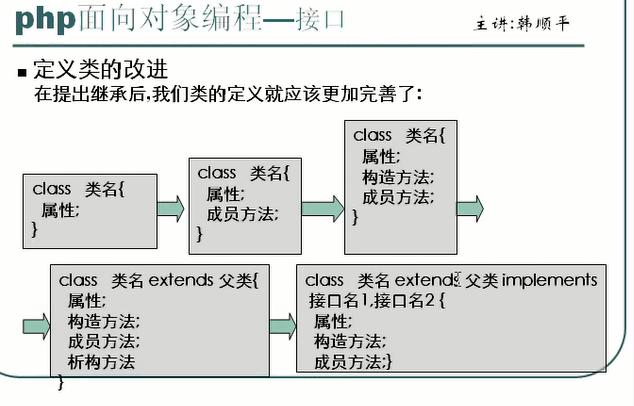 php面向对象编程—接口
主讲:韩顺平
定义类的改进
在提出继承后,我们类的定义就应该更加完善了:
class 类名{
属性;
}
class 类名{
属性;
成员方法;
}
class 类名{
属性;
构造方法;
成员方法;
}
class 类名 extends 父类{
属性;
构造方法;
成员方法;
析构方法
}
class 类名 extends 父类 implements
接口名1,接口名2 {
属性;
构造方法;
成员方法;}